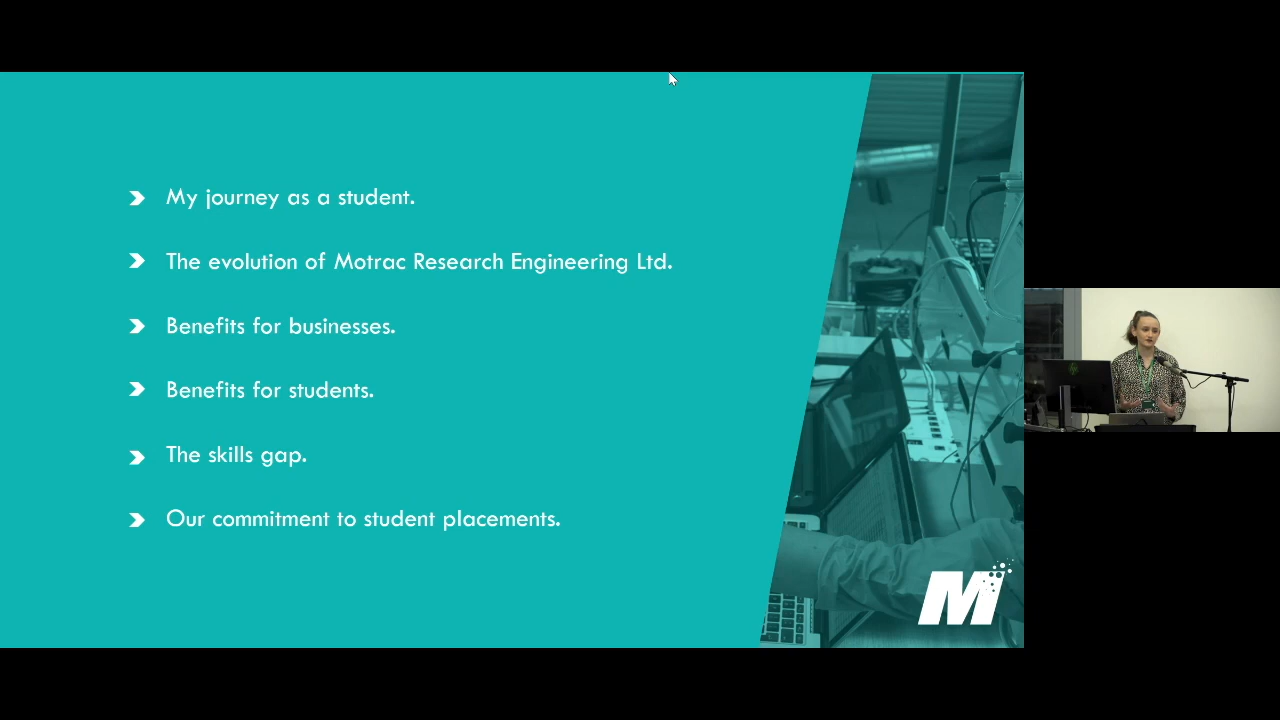 My journey as a student.
The evolution of Motrac Research Engineering Ltd.
Benefits for businesses.
Benefits for students.
The skills gap.
Our commitment to student placements.
M